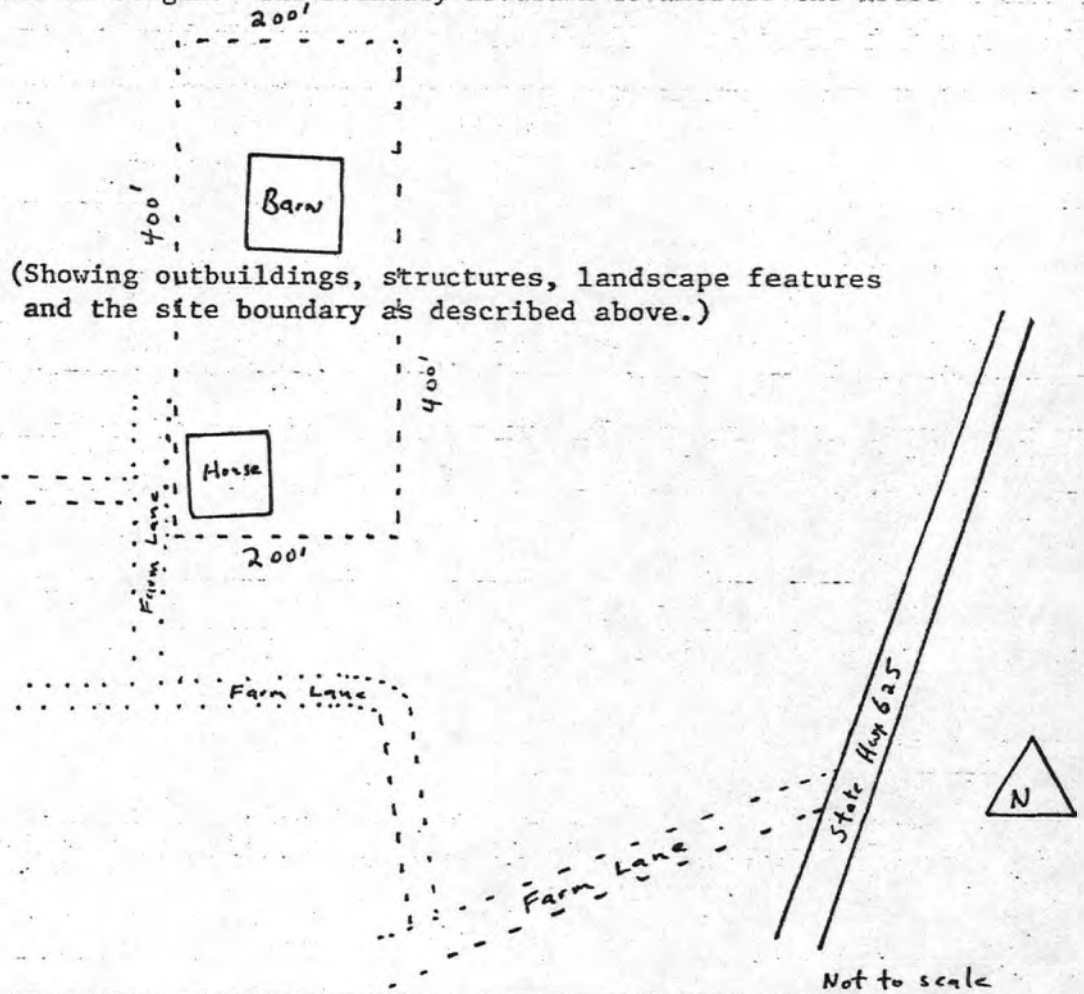 200'
Barn
400'
(Showing outbuildings, structures, landscape features
and the site boundary as described above.)
400'
House
Farm Lane
200'
Farm Lane
State Hwy 625
N
Farm Lane
Not to scale